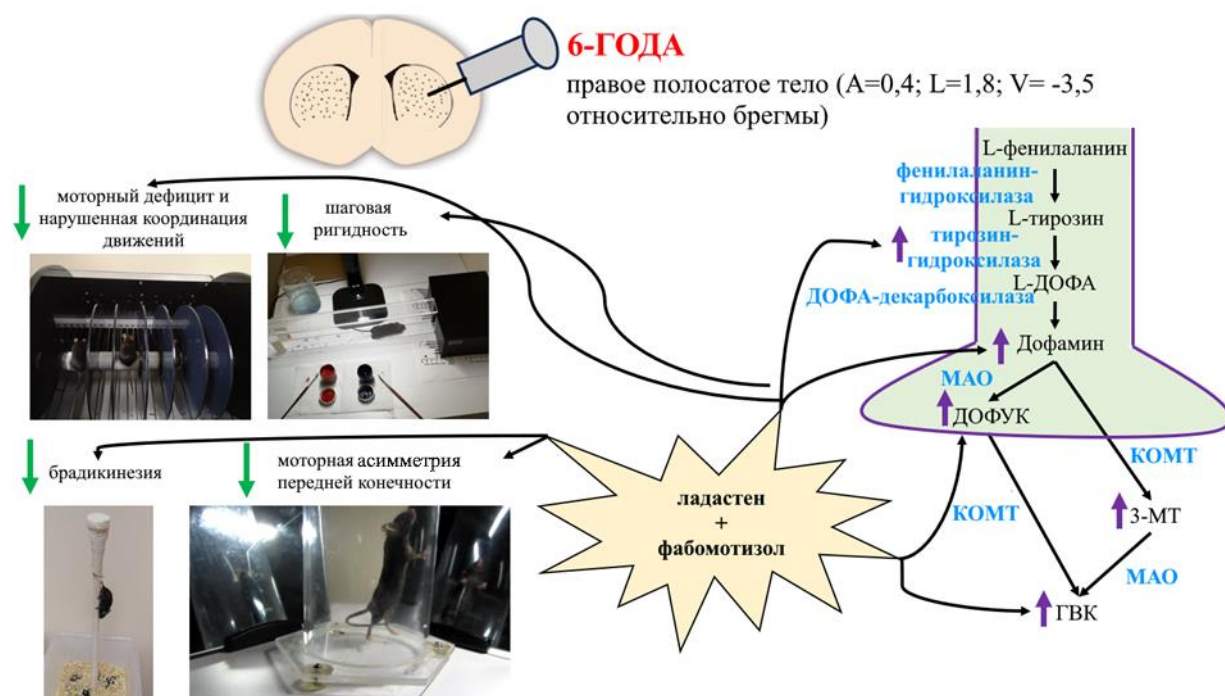 6-ГОДА
правое полосатое тело (A=0,4; L=1,8; V= -3,5
относительно брегмы)
моторный дефицит и
нарушенная координация
движений
шаговая
ригидность
L-фенилаланин
фенилаланин-
гидроксилаза
L-тирозин
тирозин-
гидроксилаза
L-ДОФА
ДОФА-декарбоксилаза
Дофамин
МАО
ДОФУК
КОМТ
3-МТ
КОМТ
МАО
ГВК
брадикинезия
моторная асимметрия
передней конечности
ладастен
+
фабомотизол